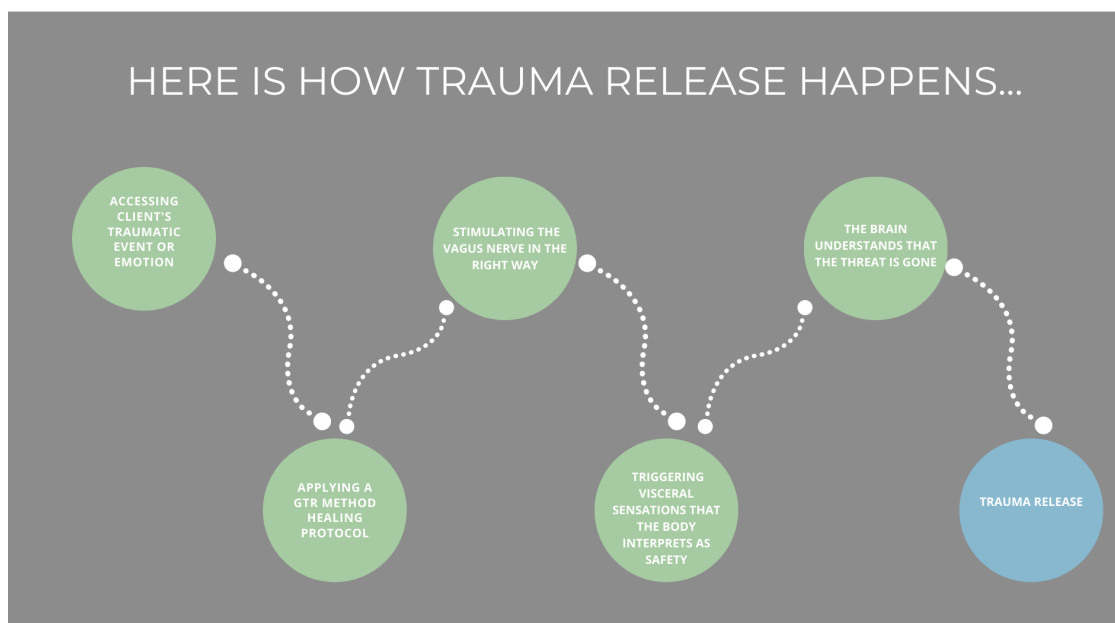 HERE IS HOW TRAUMA RELEASE HAPPENS...
ACCESSING
CLIENT'S
TRAUMATIC
EVENT OR
EMOTION
APPLYING A
GTR METHOD
HEALING
PROTOCOL
STIMULATING THE
VAGUS NERVE IN THE
RIGHT WAY
TRIGGERING
VISCERAL
SENSATIONS THAT
THE BODY
INTERPRETS AS
SAFETY
THE BRAIN
UNDERSTANDS THAT
THE THREAT IS GONE
TRAUMA RELEASE